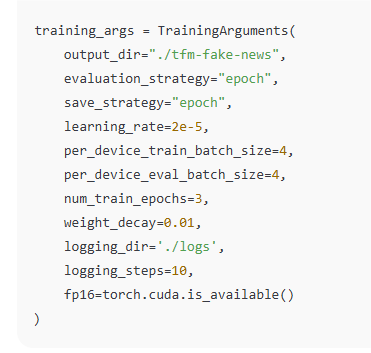 training_args = TrainingArguments(
    output_dir="./tfm-fake-news",
    evaluation_strategy="epoch",
    save_strategy="epoch",
    learning_rate=2e-5,
    per_device_train_batch_size=4,
    per_device_eval_batch_size=4,
    num_train_epochs=3,
    weight_decay=0.01,
    logging_dir='./logs',
    logging_steps=10,
    fp16=torch.cuda.is_available()
)